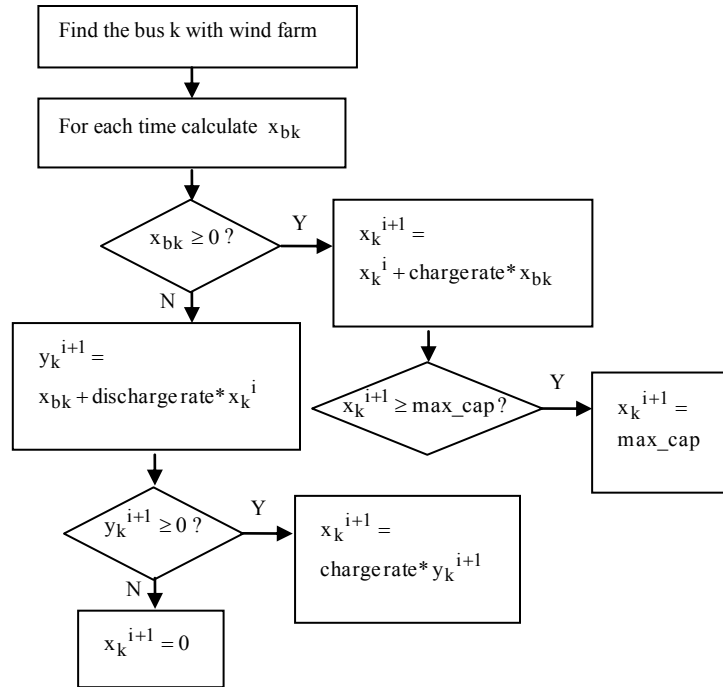 Find the bus k with wind farm
For each time calculate x_bk
x_bk ≥ 0 ?
Y
x_k^i+1 =
x_k^i + chargerate* x_bk
N
y_k^i+1 =
x_bk + dischargerate* x_k^i
x_k^i+1 ≥ max_cap ?
Y
x_k^i+1 =
max_cap
y_k^i+1 ≥ 0 ?
Y
x_k^i+1 =
chargerate* y_k^i+1
N
x_k^i+1 = 0